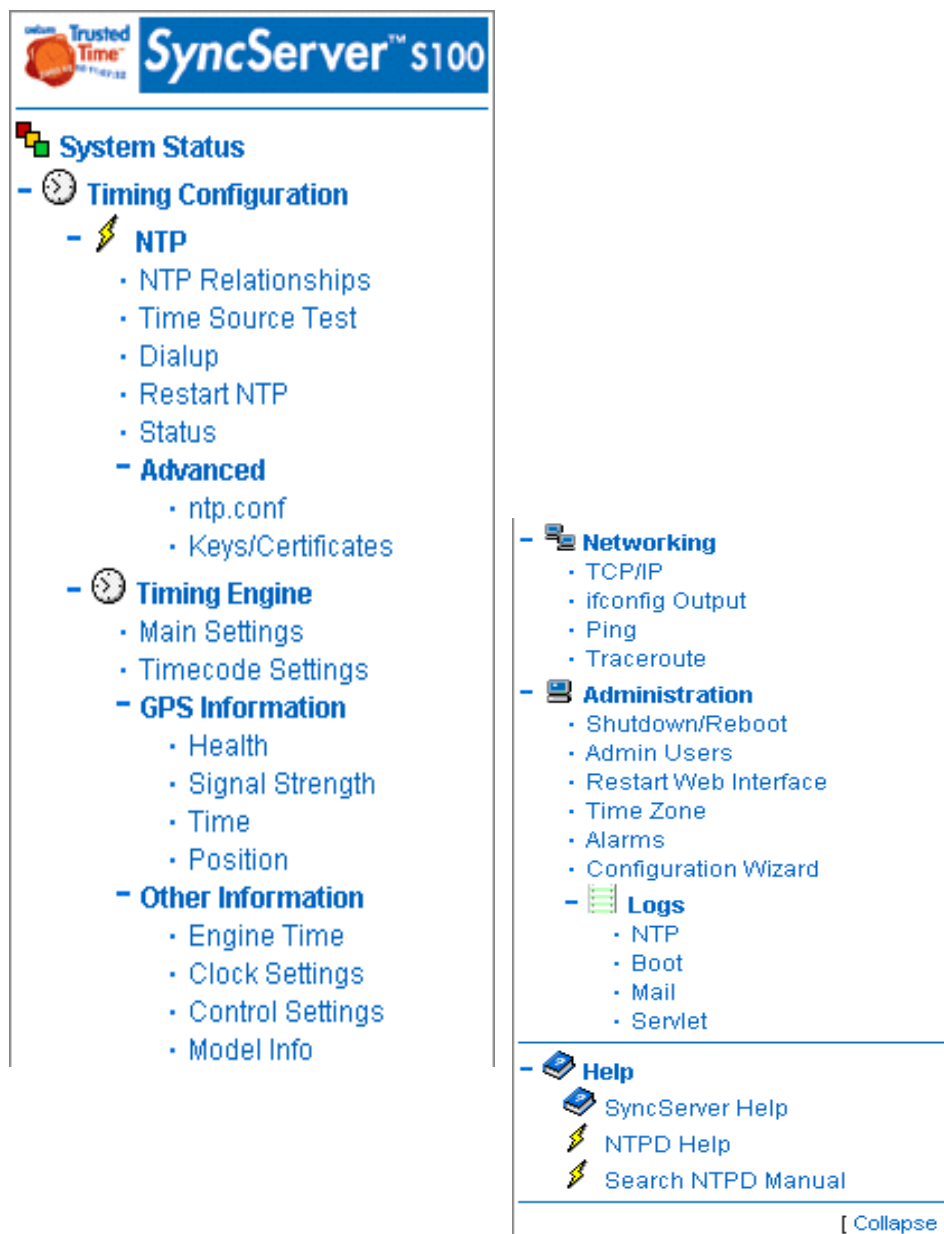 Trusted
Time™
SyncServer™ S100
System Status
- Timing Configuration
- NTP
· NTP Relationships
· Time Source Test
· Dialup
· Restart NTP
· Status
- Advanced
· ntp.conf
· Keys/Certificates
- Timing Engine
· Main Settings
· Timecode Settings
- GPS Information
· Health
· Signal Strength
· Time
· Position
- Other Information
· Engine Time
· Clock Settings
· Control Settings
· Model Info
- Networking
· TCP/IP
· ifconfig Output
· Ping
· Traceroute
- Administration
· Shutdown/Reboot
· Admin Users
· Restart Web Interface
· Time Zone
· Alarms
· Configuration Wizard
- Logs
· NTP
· Boot
· Mail
· Servlet
- Help
SyncServer Help
NTPD Help
Search NTPD Manual
[ Collapse